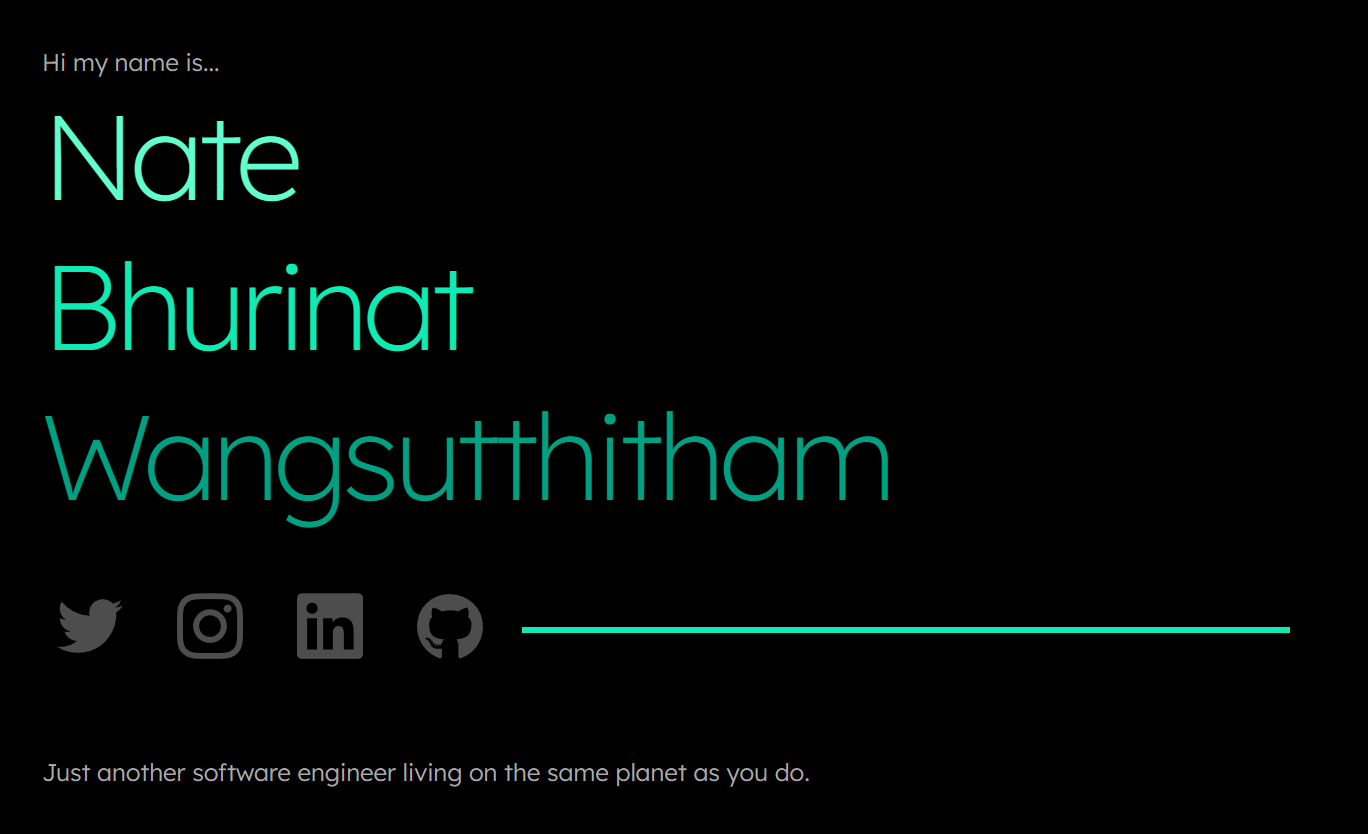 Hi my name is...
Nate
Bhurinat
Wangsutthitham
in
Just another software engineer living on the same planet as you do.